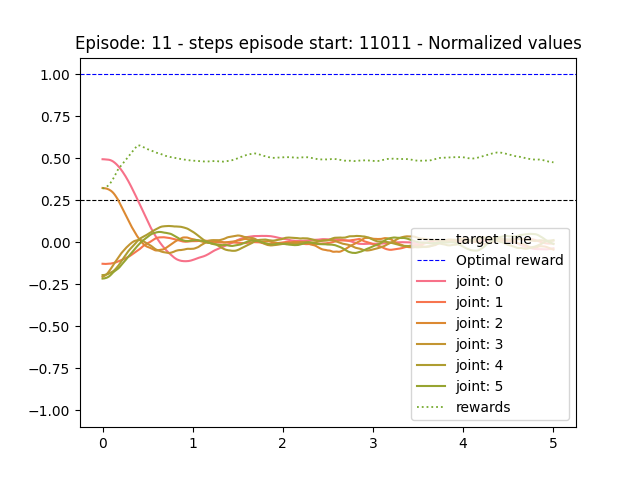 Episode: 11 - steps episode start: 11011 - Normalized values
1.00
0.75
0.50
0.25
0.00
−0.25
−0.50
−0.75
−1.00
target Line
Optimal reward
joint: 0
joint: 1
joint: 2
joint: 3
joint: 4
joint: 5
rewards
0 1 2 3 4 5